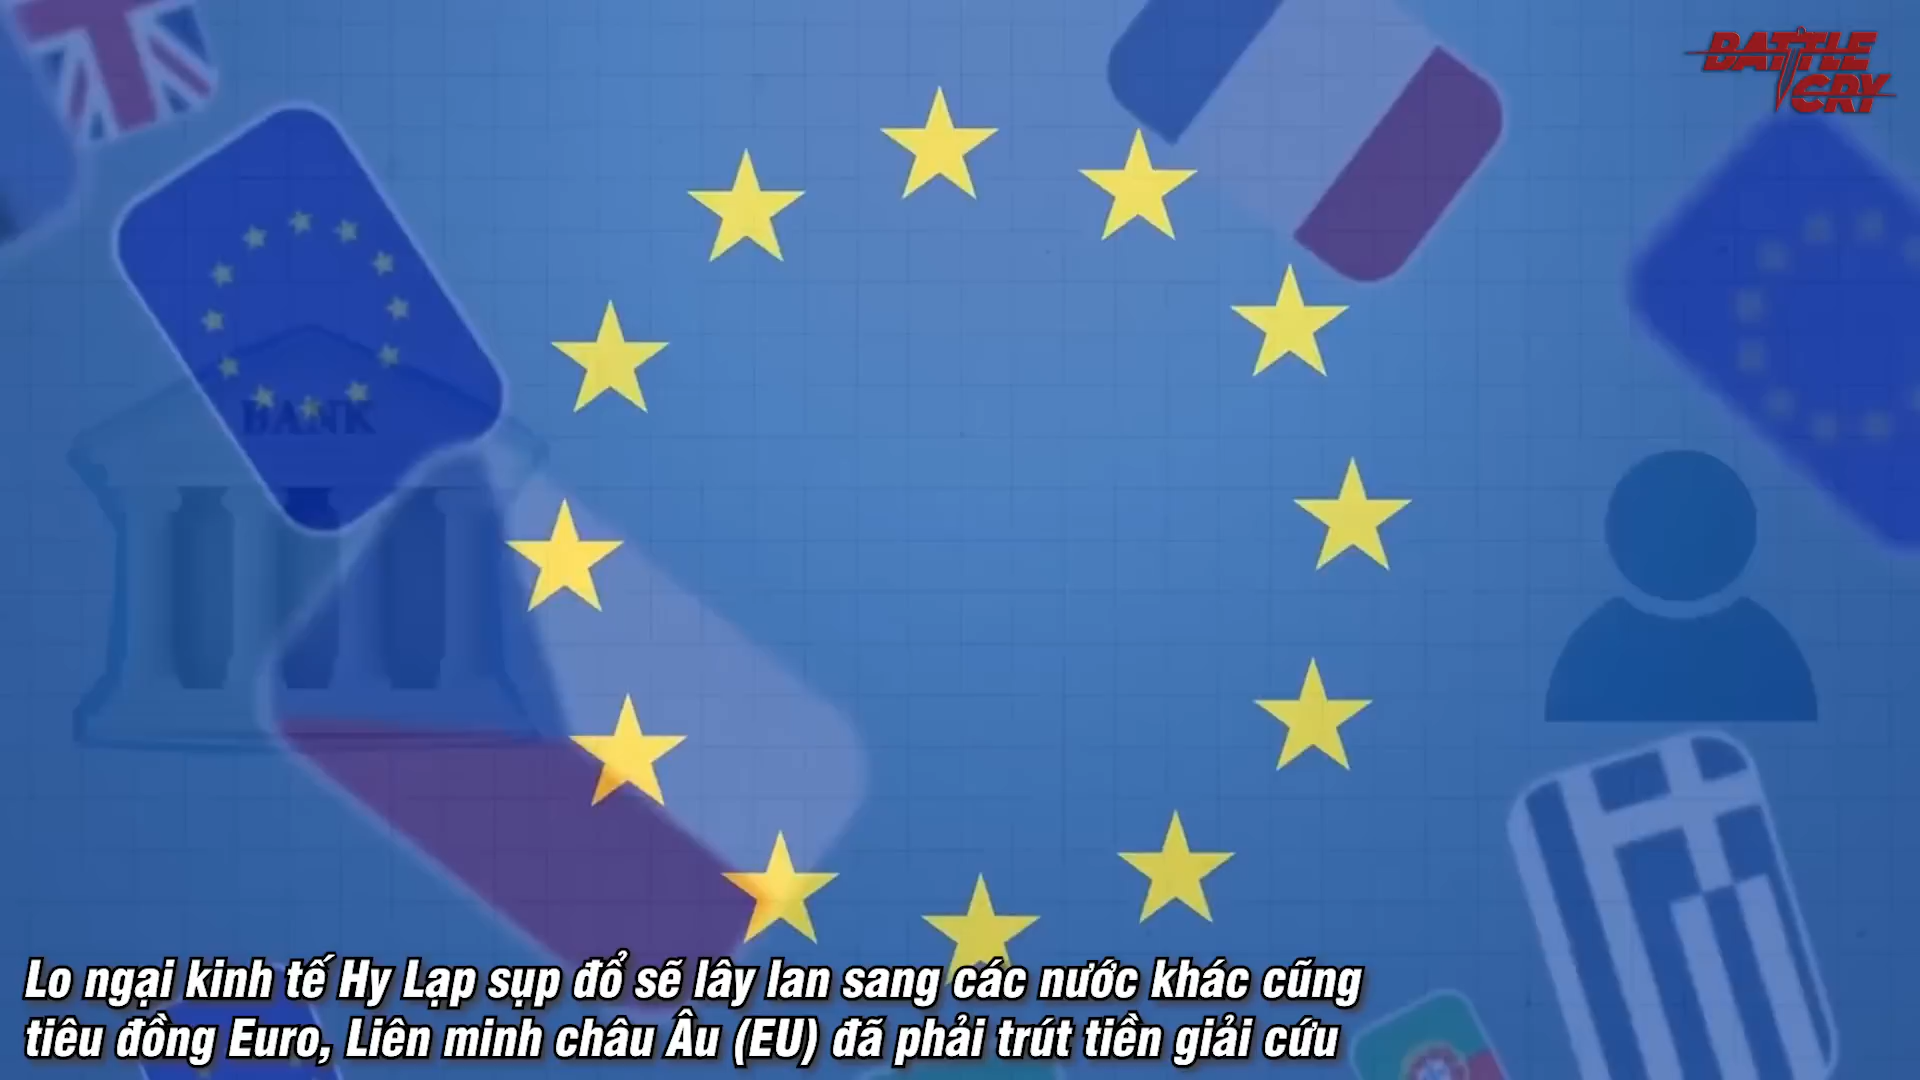 BATTLE
CRY
BANK
Lo ngại kinh tế Hy Lạp sụp đổ sẽ lây lan sang các nước khác cũng
tiêu đồng Euro, Liên minh châu Âu (EU) đã phải trút tiền giải cứu